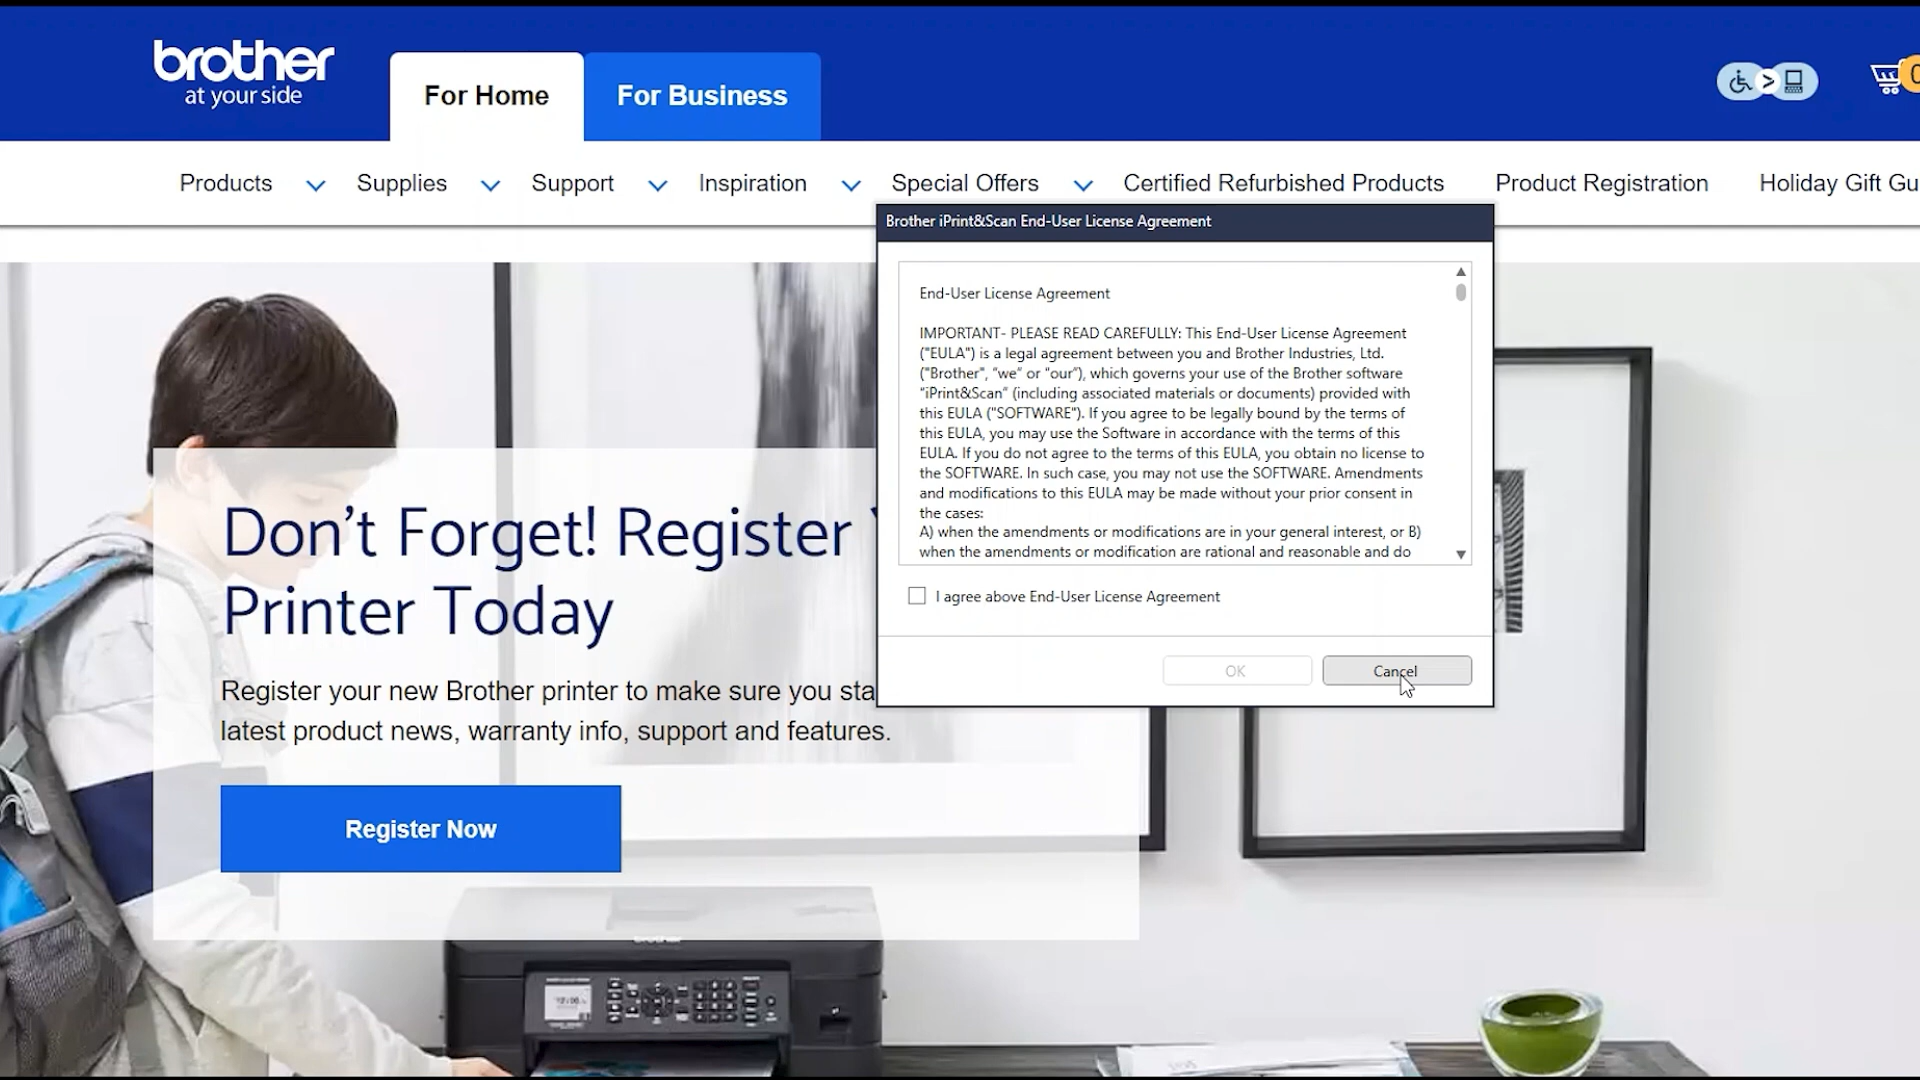 brother
at your side
For Home
For Business
Products
Supplies
Support
Inspiration
Special Offers
Certified Refurbished Products
Product Registration
Holiday Gift Gu
Brother iPrint&Scan End-User License Agreement
End-User License Agreement
IMPORTANT- PLEASE READ CAREFULLY: This End-User License Agreement
("EULA") is a legal agreement between you and Brother Industries, Ltd.
("Brother", "we" or "our"), which governs your use of the Brother software
"iPrint&Scan" (including associated materials or documents) provided with
this EULA ("SOFTWARE"). If you agree to be legally bound by the terms of
this EULA, you may use the Software in accordance with the terms of this
EULA. If you do not agree to the terms of this EULA, you obtain no license to
the SOFTWARE. In such case, you may not use the SOFTWARE. Amendments
and modifications to this EULA may be made without your prior consent in
the cases:
A) when the amendments or modifications are in your general interest, or B)
when the amendments or modification are rational and reasonable and do
I agree above End-User License Agreement
OK
Cancel
Don't Forget! Register
Printer Today
Register your new Brother printer to make sure you sta
latest product news, warranty info, support and features.
Register Now
brother